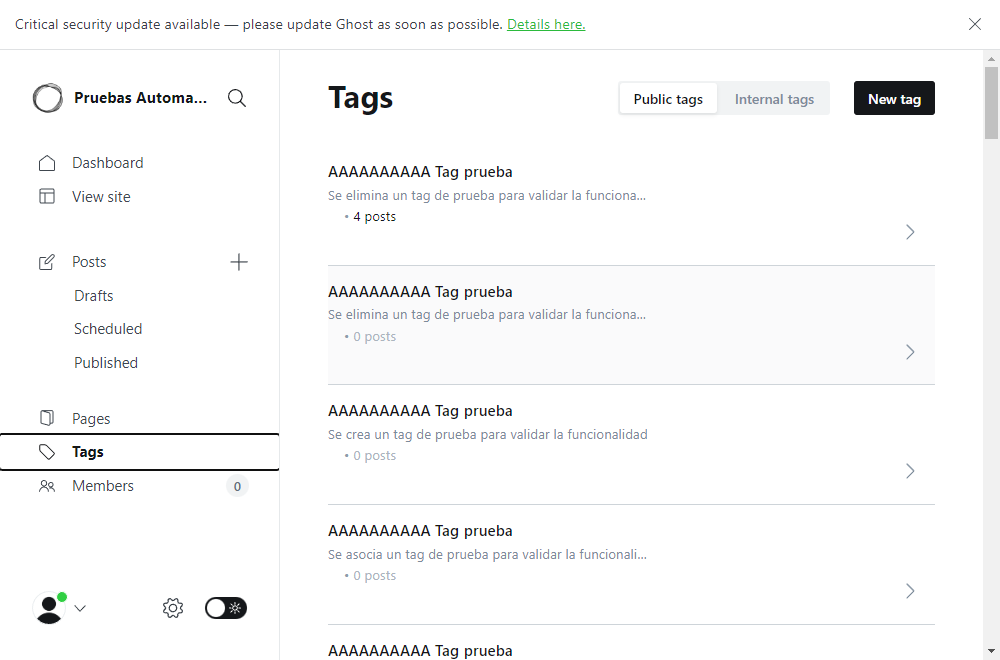 Critical security update available — please update Ghost as soon as possible. Details here.
Pruebas Automa...
Dashboard
View site
Posts
Drafts
Scheduled
Published
Pages
Tags
Members 0
Tags
Public tags
Internal tags
New tag
AAAAAAAAAA Tag prueba
Se elimina un tag de prueba para validar la funciona...
• 4 posts
AAAAAAAAAA Tag prueba
Se elimina un tag de prueba para validar la funciona...
• 0 posts
AAAAAAAAAA Tag prueba
Se crea un tag de prueba para validar la funcionalidad
• 0 posts
AAAAAAAAAA Tag prueba
Se asocia un tag de prueba para validar la funcionali...
• 0 posts
AAAAAAAAAA Tag prueba